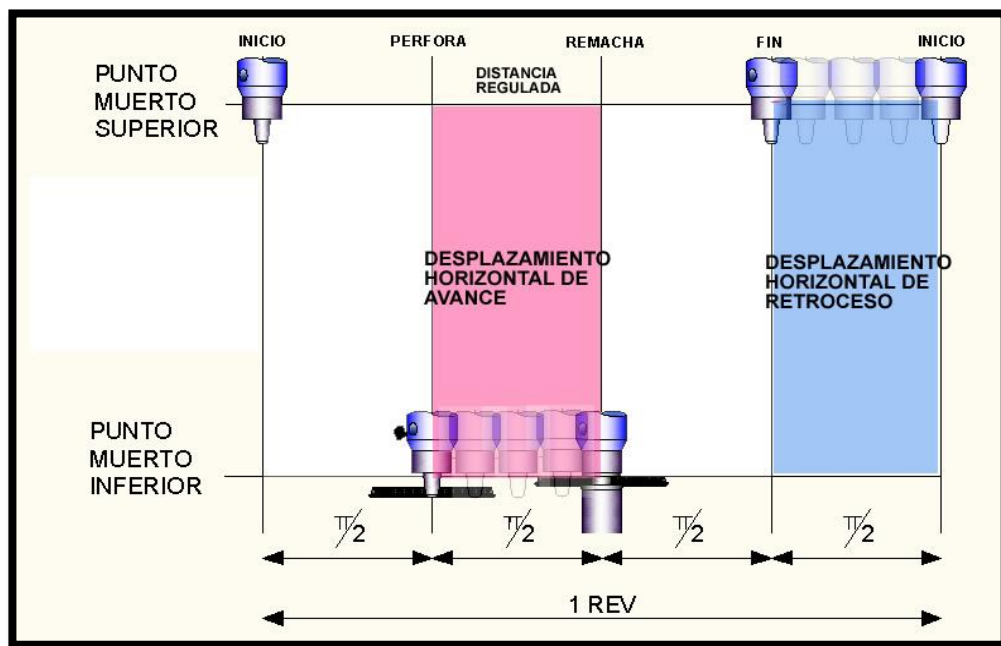 INICIO
PERFORA
REMACHA
FIN
INICIO
PUNTO
MUERTO
SUPERIOR
DISTANCIA
REGULADA
DESPLAZAMIENTO
HORIZONTAL DE
AVANCE
DESPLAZAMIENTO
HORIZONTAL DE
RETROCESO
PUNTO
MUERTO
INFERIOR
π/2
π/2
π/2
π/2
1 REV